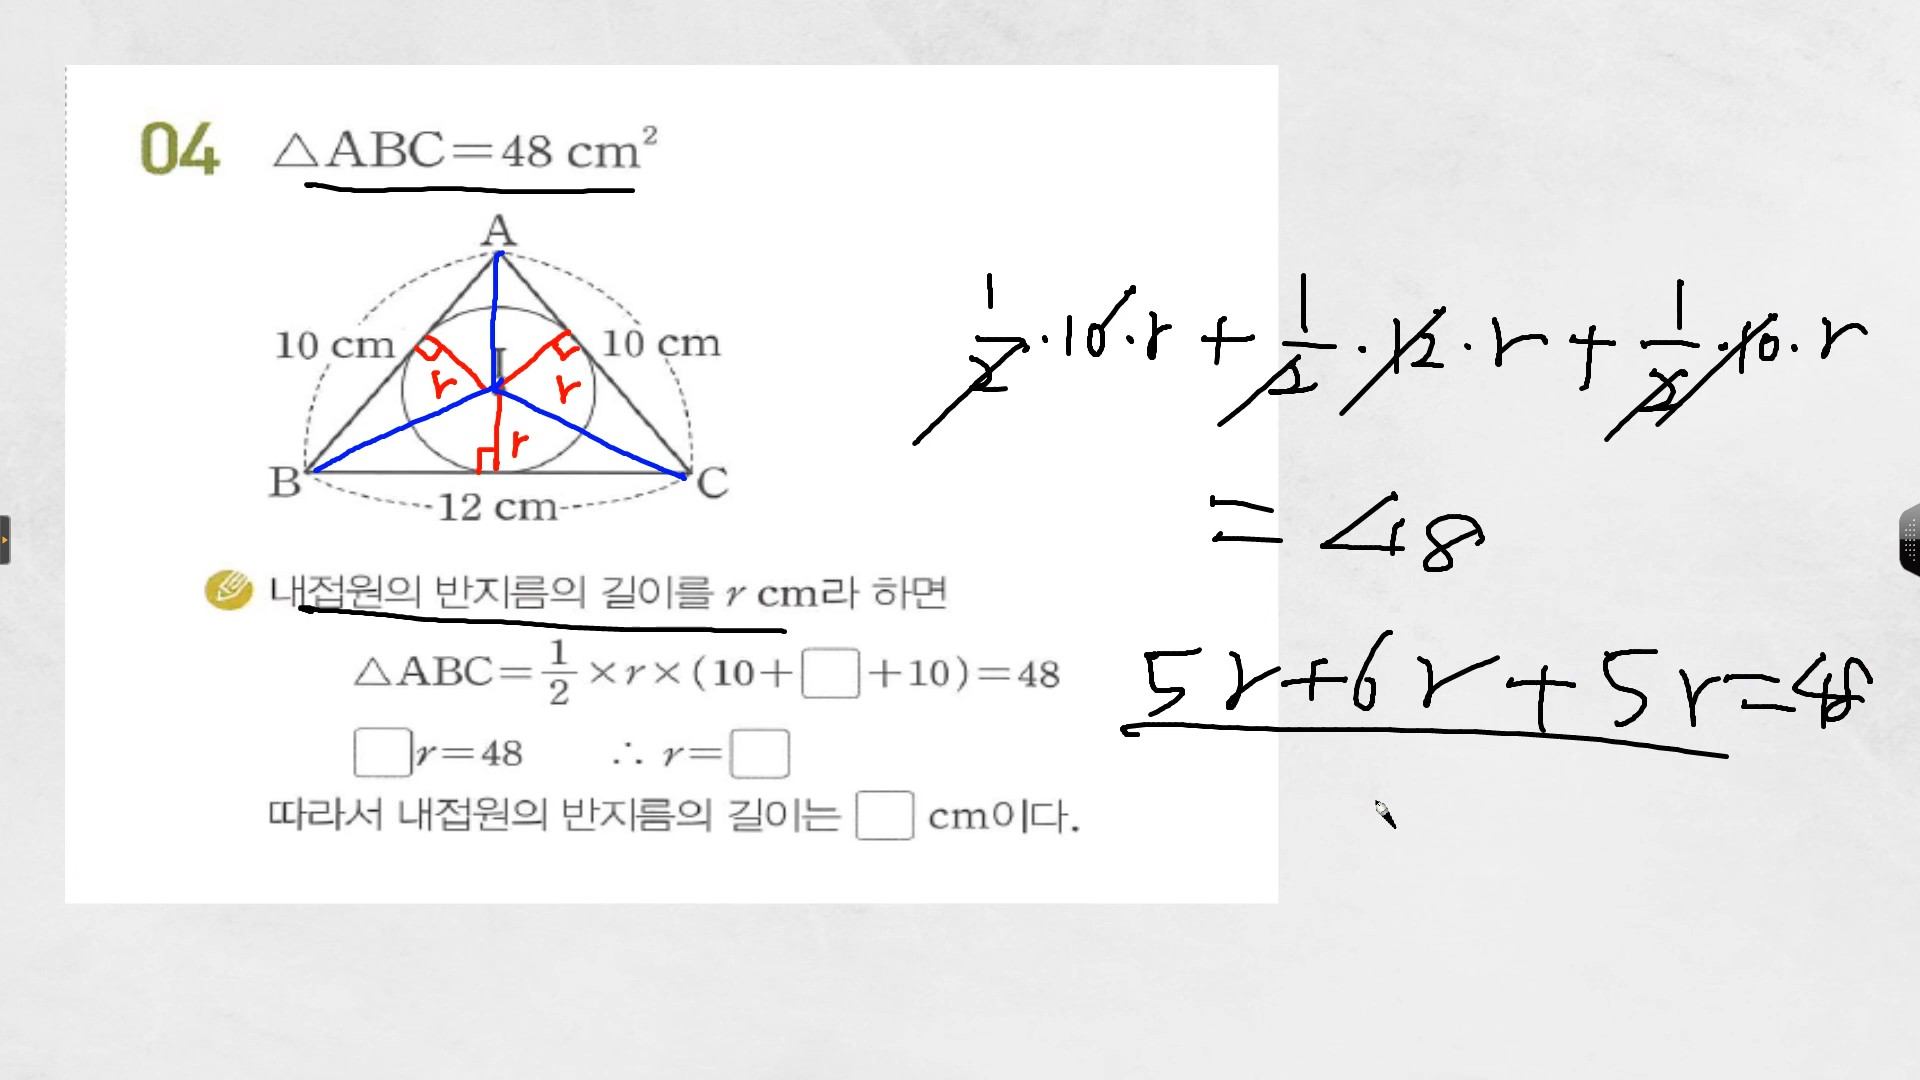 04 △ABC=48 cm²
A
10 cm
10 cm
I
r
r
r
B
C
12 cm
내접원의 반지름의 길이를 r cm라 하면
△ABC=1/2×r×(10+□+10)=48
□r=48 ∴ r=□
따라서 내접원의 반지름의 길이는 □ cm이다.
1/2·10·r+1/2·12·r+1/2·10·r
=48
5r+6r+5r=48